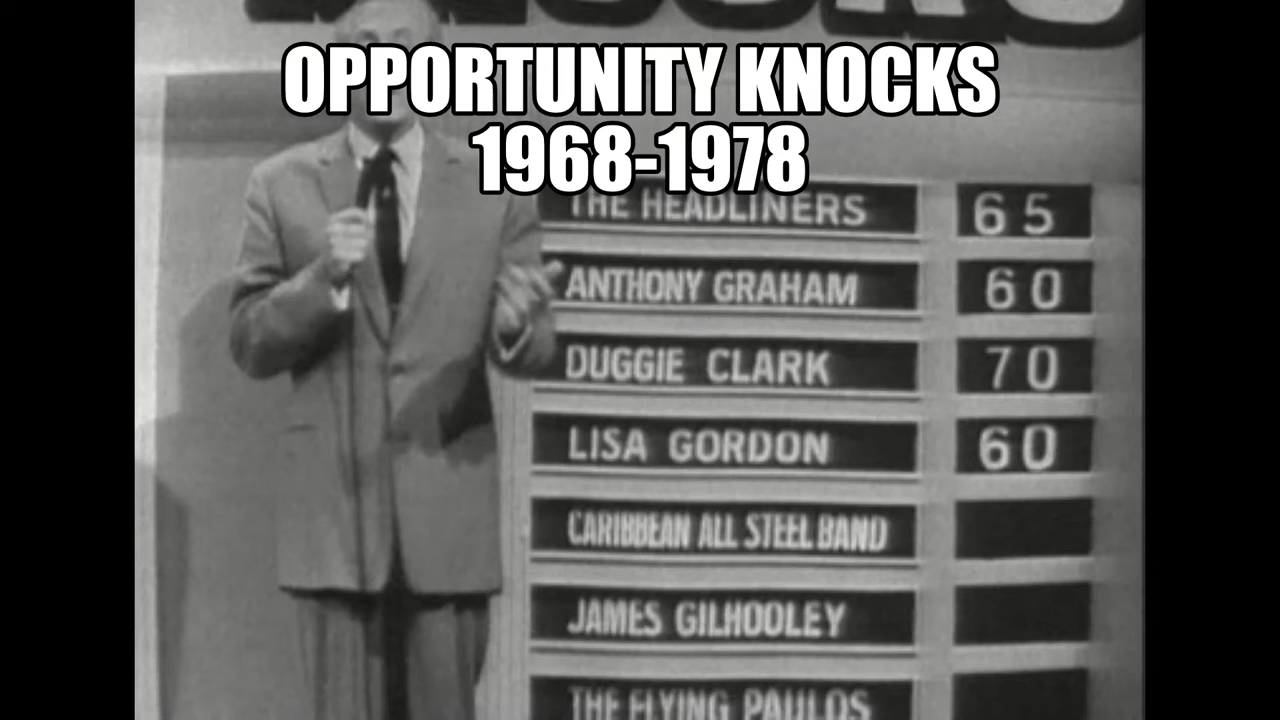 OPPORTUNITY KNOCKS
1968-1978
THE HEADLINERS 65
ANTHONY GRAHAM 60
DUGGIE CLARK 70
LISA GORDON 60
CARIBBEAN ALL STEEL BAND
JAMES GILHOOLEY
THE FLYING PAULOS